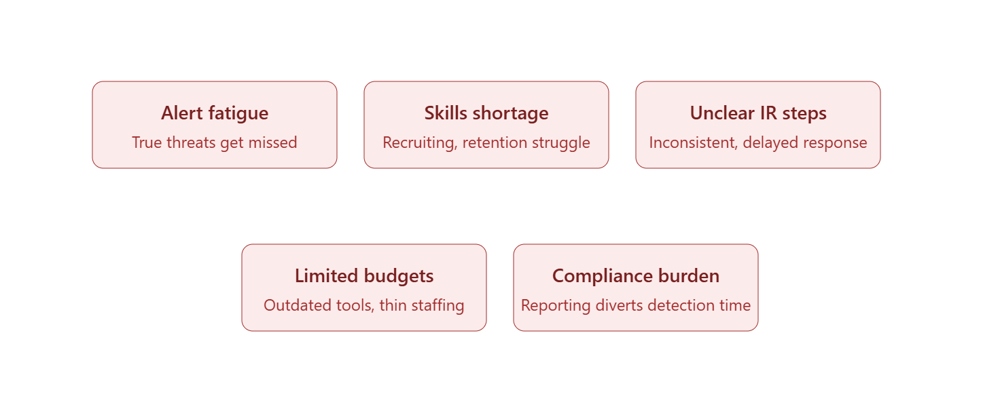 Alert fatigue
True threats get missed
Skills shortage
Recruiting, retention struggle
Unclear IR steps
Inconsistent, delayed response
Limited budgets
Outdated tools, thin staffing
Compliance burden
Reporting diverts detection time